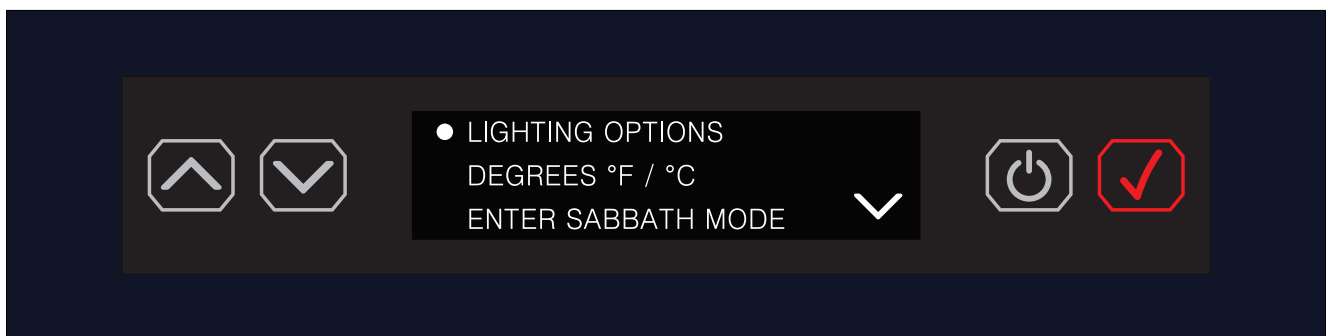 LIGHTING OPTIONS
DEGREES °F / °C
ENTER SABBATH MODE